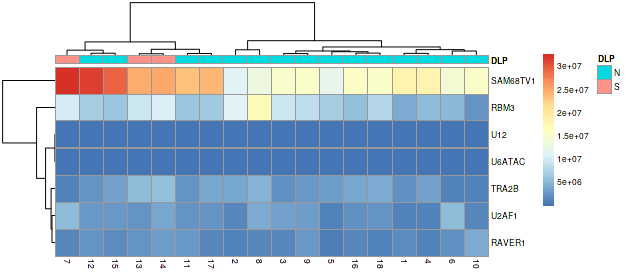 DLP
SAM68TV1
RBM3
U12
U6ATAC
TRA2B
U2AF1
RAVER1
7 12 15 13 14 11 17 2 8 3 9 5 16 18 1 4 6 10
3e+07
2.5e+07
2e+07
1.5e+07
1e+07
5e+06
DLP
N
S